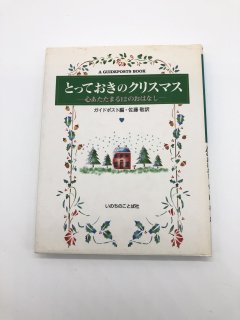 A GUIDEPOSTS BOOK
とっておきのクリスマス
―心あたたまる12のおはなし―
ガイドポスト編・佐藤 敬訳
いのちのことば社